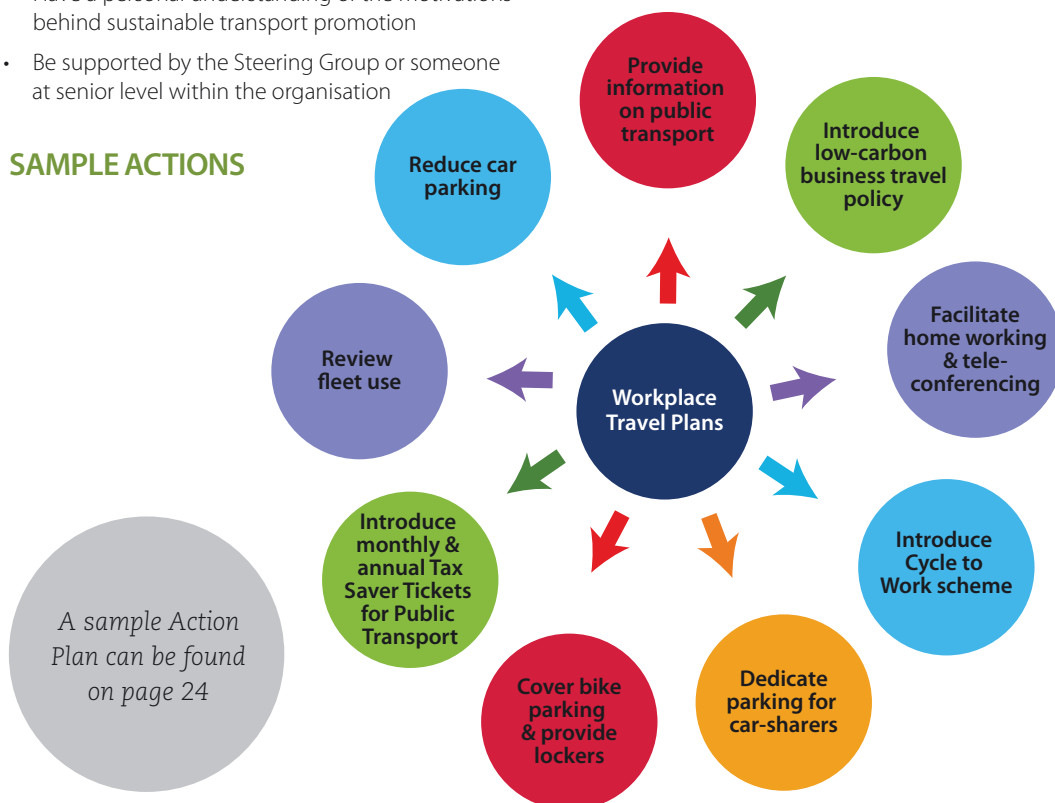 behind sustainable transport promotion
• Be supported by the Steering Group or someone
at senior level within the organisation
SAMPLE ACTIONS
Provide
information
on public
transport
Introduce
low-carbon
business travel
policy
Facilitate
home working
& tele-
conferencing
Introduce
Cycle to
Work scheme
Dedicate
parking for
car-sharers
Cover bike
parking
& provide
lockers
Introduce
monthly &
annual Tax
Saver Tickets
for Public
Transport
Review
fleet use
Reduce car
parking
Workplace
Travel Plans
A sample Action
Plan can be found
on page 24